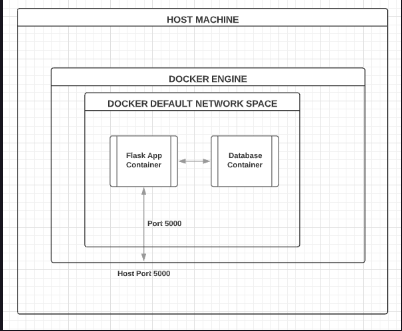 HOST MACHINE
DOCKER ENGINE
DOCKER DEFAULT NETWORK SPACE
Flask App
Container
Database
Container
Port 5000
Host Port 5000